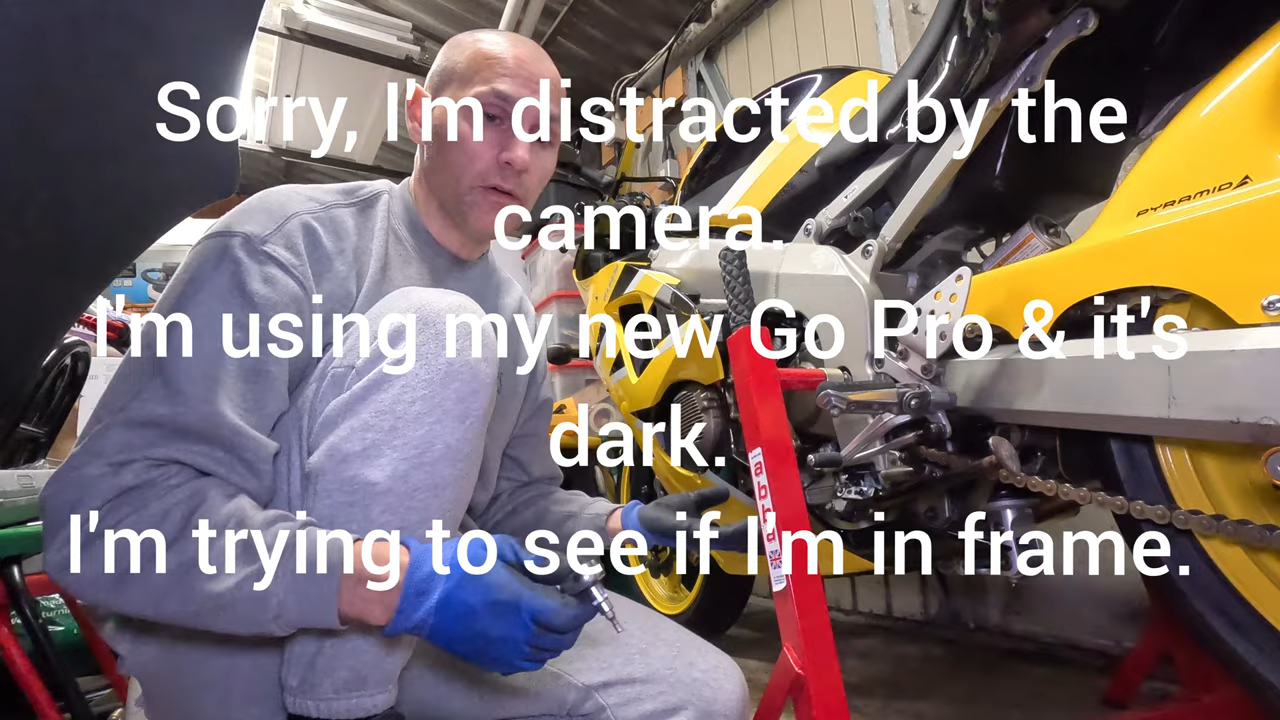 Sorry, I'm distracted by the
camera.
I'm using my new Go Pro & it's
dark.
I'm trying to see if I'm in frame.
PYRAMID
abba